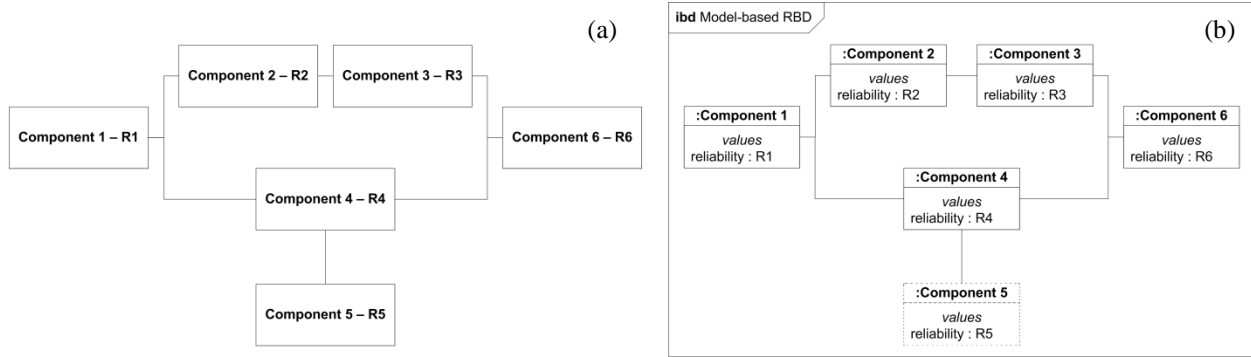 (a)
Component 2 – R2
Component 3 – R3
Component 1 – R1
Component 6 – R6
Component 4 – R4
Component 5 – R5
ibd Model-based RBD
(b)
:Component 2
values
reliability : R2
:Component 3
values
reliability : R3
:Component 1
values
reliability : R1
:Component 6
values
reliability : R6
:Component 4
values
reliability : R4
:Component 5
values
reliability : R5